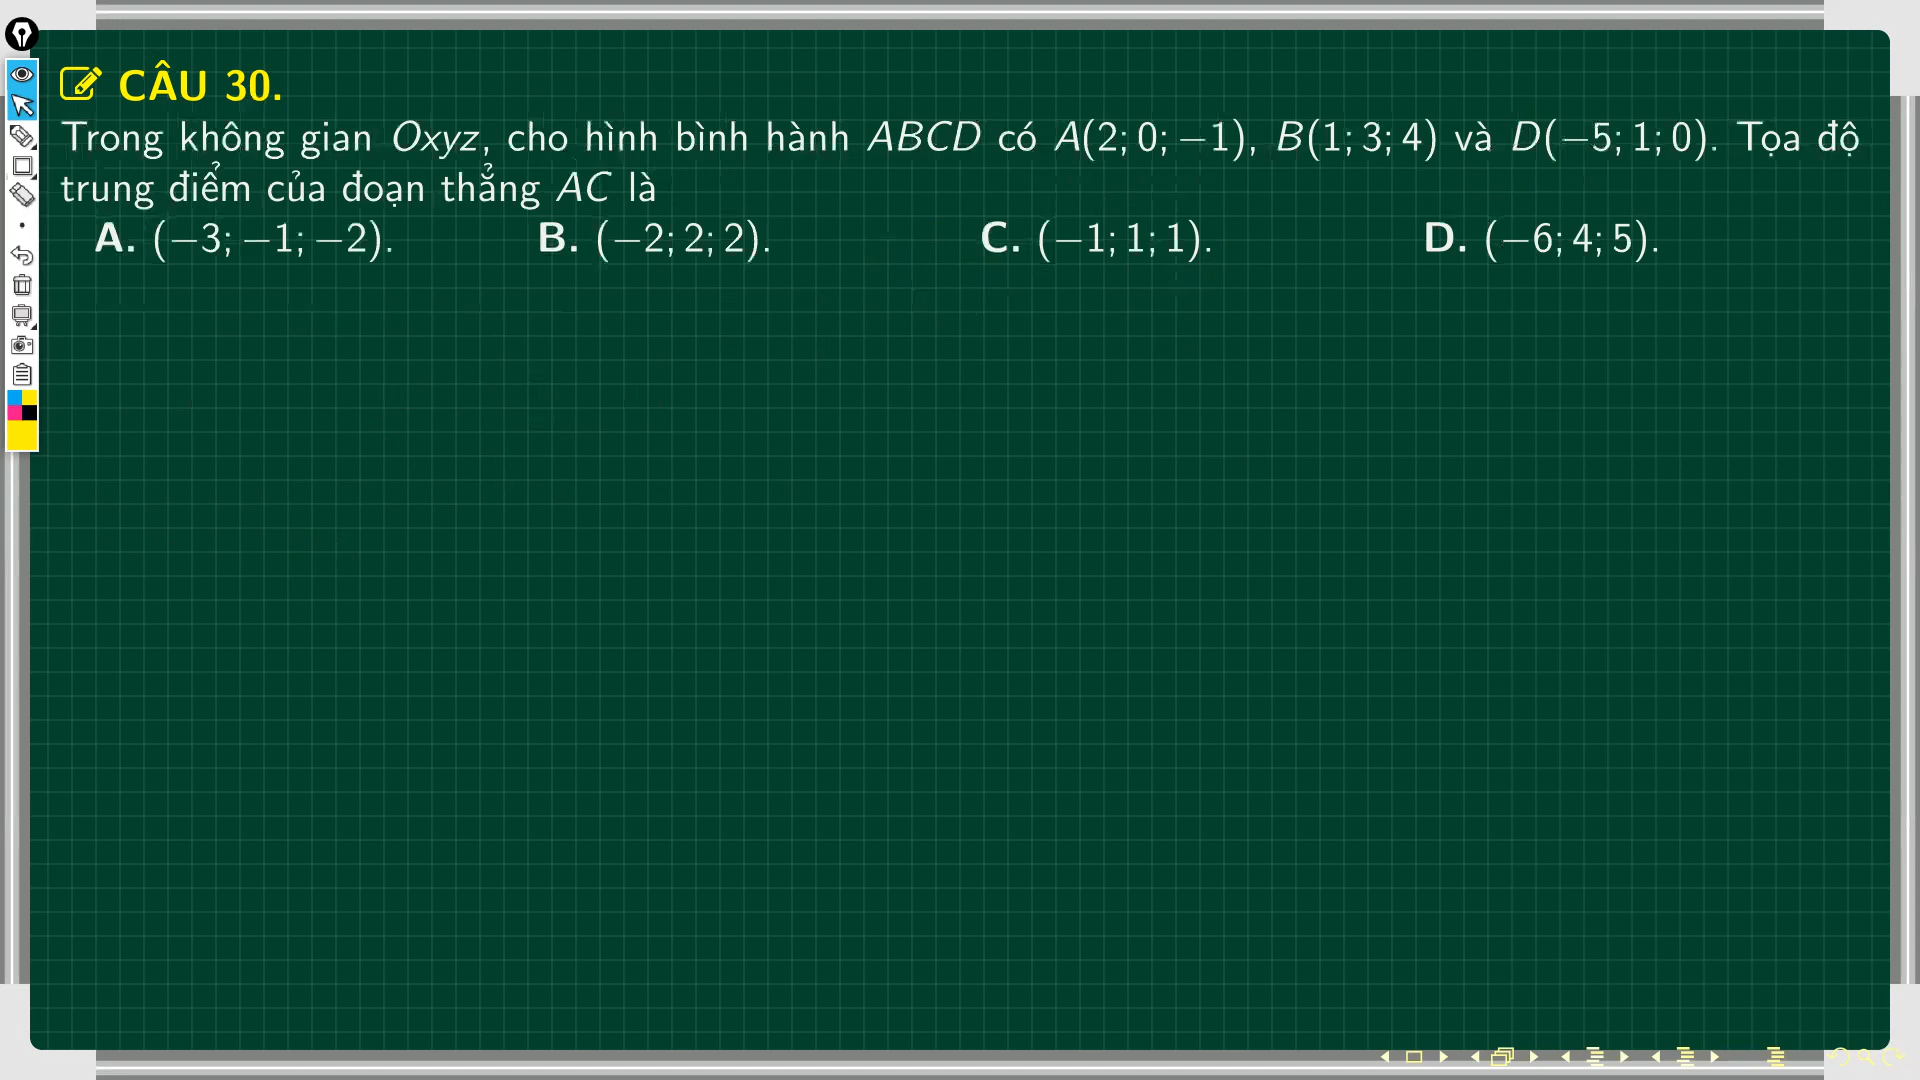 CÂU 30.
Trong không gian Oxyz, cho hình bình hành ABCD có A(2; 0; −1), B(1; 3; 4) và D(−5; 1; 0). Tọa độ
trung điểm của đoạn thẳng AC là
A. (−3; −1; −2). B. (−2; 2; 2). C. (−1; 1; 1). D. (−6; 4; 5).